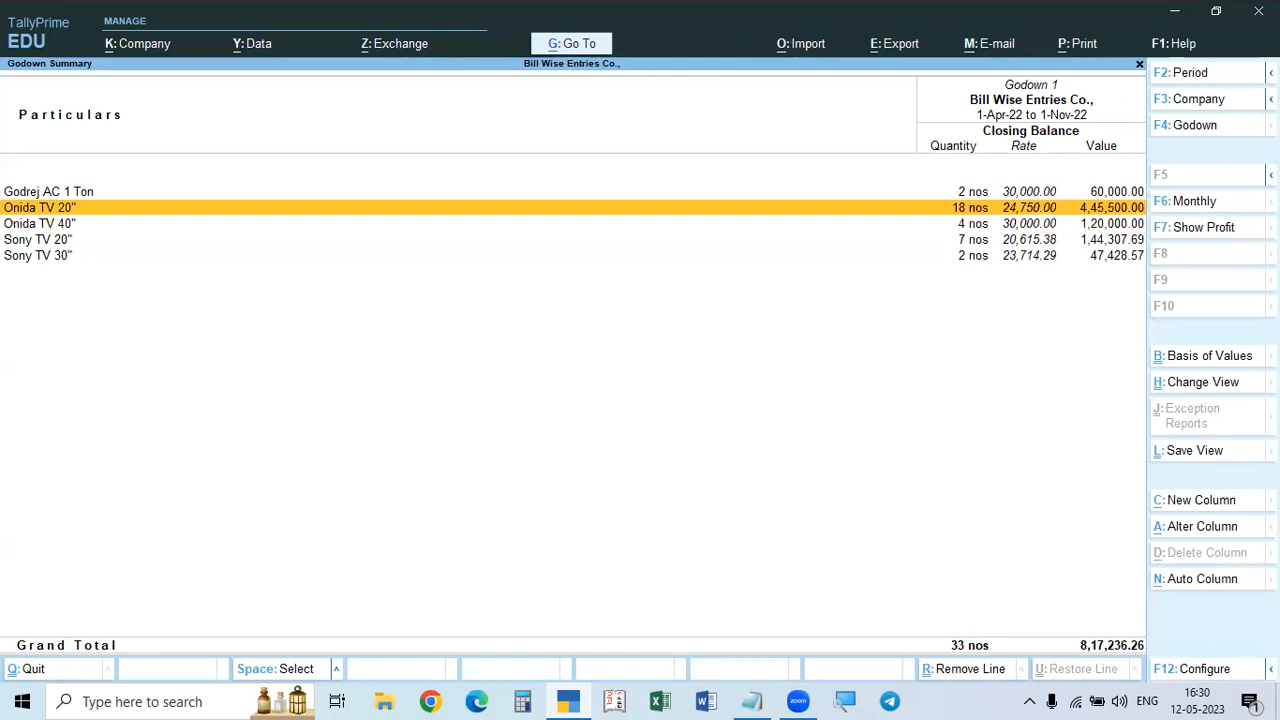 TallyPrime
EDU
MANAGE
K: Company
Y: Data
Z: Exchange
G: Go To
O: Import
E: Export
M: E-mail
P: Print
F1: Help
Godown Summary
Bill Wise Entries Co.,
Particulars
Godown 1
Bill Wise Entries Co.,
1-Apr-22 to 1-Nov-22
Closing Balance
Quantity Rate Value
Godrej AC 1 Ton 2 nos 30,000.00 60,000.00
Onida TV 20" 18 nos 24,750.00 4,45,500.00
Onida TV 40" 4 nos 30,000.00 1,20,000.00
Sony TV 20" 7 nos 20,615.38 1,44,307.69
Sony TV 30" 2 nos 23,714.29 47,428.57
Grand Total 33 nos 8,17,236.26
F2: Period
F3: Company
F4: Godown
F5
F6: Monthly
F7: Show Profit
F8
F9
F10
B: Basis of Values
H: Change View
J: Exception
Reports
L: Save View
C: New Column
A: Alter Column
D: Delete Column
N: Auto Column
Q: Quit
Space: Select
R: Remove Line
U: Restore Line
F12: Configure
Type here to search
zoom
ENG
16:30
12-05-2023
1